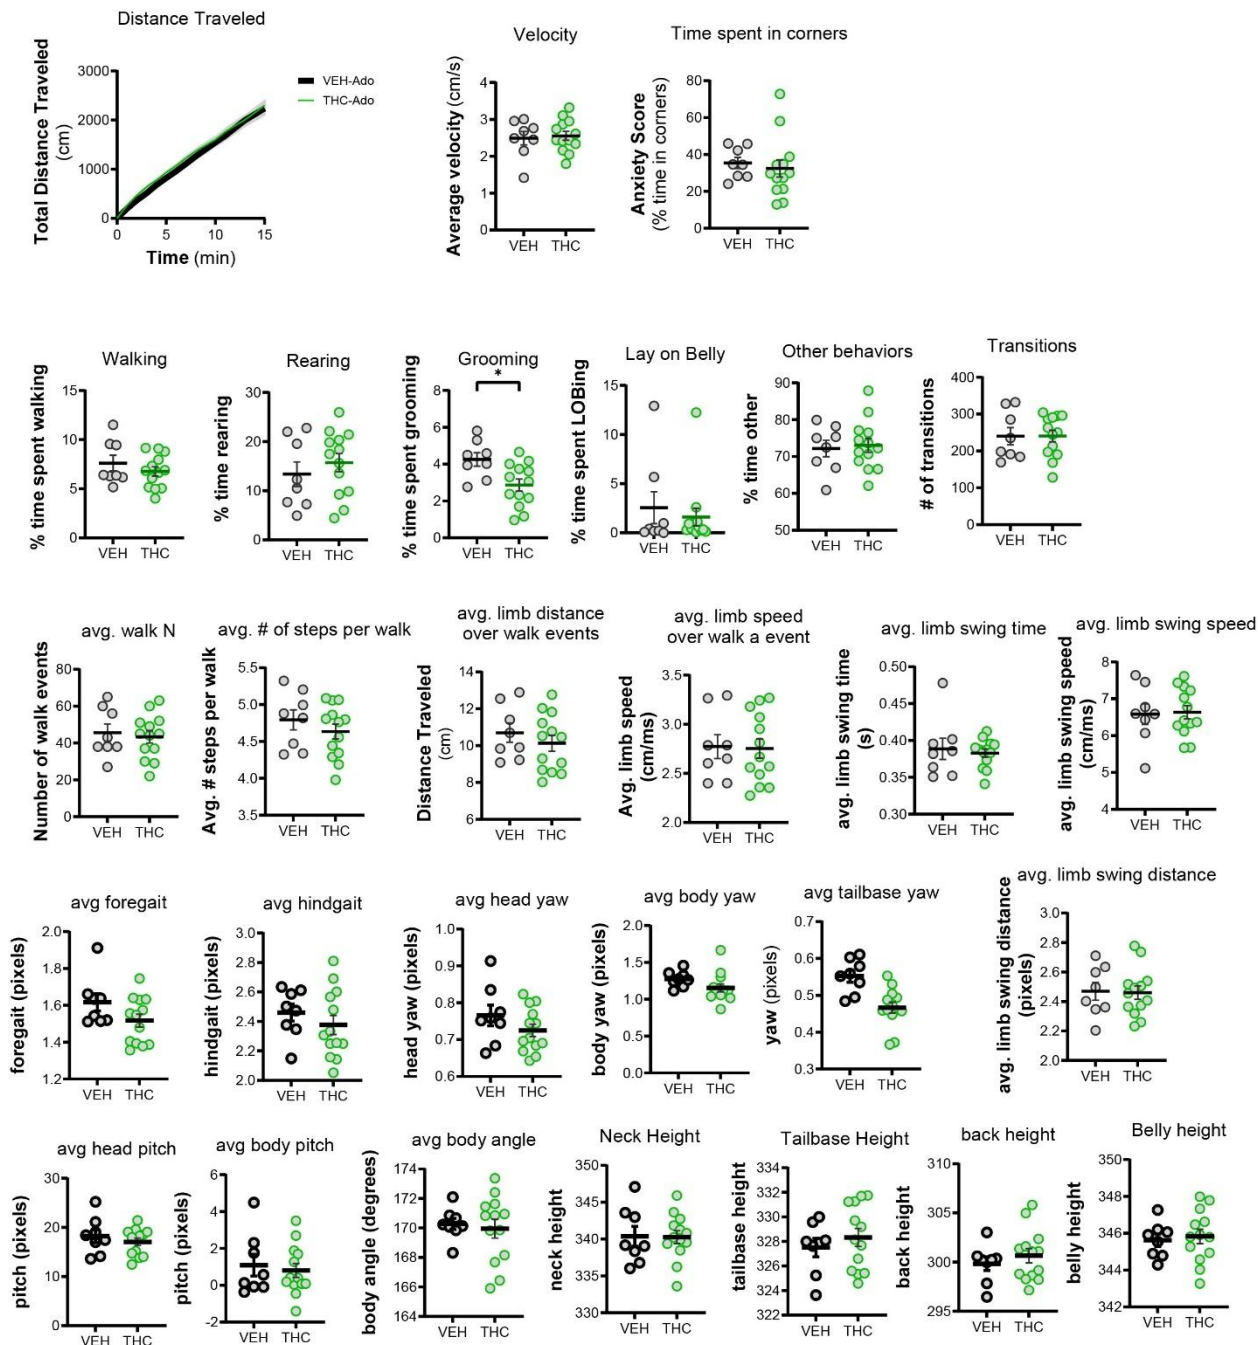 Distance Traveled
Total Distance Traveled
(cm)
3000
2000
1000
0
0
5
10
15
Time (min)
VEH-Ado
THC-Ado
Velocity
Average velocity (cm/s)
4
3
2
1
0
VEH
THC
Time spent in corners
Anxiety Score
(% time in corners)
80
60
40
20
0
VEH
THC
Walking
% time spent walking
15
10
5
0
VEH
THC
Rearing
% time rearing
30
20
10
0
VEH
THC
Grooming
*
% time spent grooming
8
6
4
2
0
VEH
THC
Lay on Belly
% time spent LOBing
15
10
5
0
VEH
THC
Other behaviors
% time other
90
80
70
60
50
VEH
THC
Transitions
# of transitions
400
300
200
100
0
VEH
THC
avg. walk N
Number of walk events
80
60
40
20
0
VEH
THC
avg. # of steps per walk
Avg. # steps per walk
5.5
5.0
4.5
4.0
3.5
VEH
THC
avg. limb distance
over walk events
Distance Traveled
(cm)
14
12
10
8
6
VEH
THC
avg. limb speed
over walk a event
Avg. limb speed
(cm/ms)
3.5
3.0
2.5
2.0
VEH
THC
avg. limb swing time
avg. limb swing time
(s)
0.50
0.45
0.40
0.35
0.30
VEH
THC
avg. limb swing speed
avg. limb swing speed
(cm/ms)
8
7
6
5
4
VEH
THC
avg foregait
foregait (pixels)
2.0
1.8
1.6
1.4
1.2
VEH
THC
avg hindgait
hindgait (pixels)
3.0
2.8
2.6
2.4
2.2
2.0
VEH
THC
avg head yaw
head yaw (pixels)
1.0
0.9
0.8
0.7
0.6
VEH
THC
avg body yaw
body yaw (pixels)
2.0
1.5
1.0
0.5
0.0
VEH
THC
avg tailbase yaw
yaw (pixels)
0.7
0.6
0.5
0.4
0.3
VEH
THC
avg. limb swing distance
avg. limb swing distance
(pixels)
3.0
2.8
2.6
2.4
2.2
2.0
VEH
THC
avg head pitch
pitch (pixels)
30
20
10
0
VEH
THC
avg body pitch
pitch (pixels)
6
4
2
0
-2
VEH
THC
avg body angle
body angle (degrees)
174
172
170
168
166
164
VEH
THC
Neck Height
neck height
350
345
340
335
330
VEH
THC
Tailbase Height
tailbase height
334
332
330
328
326
324
322
VEH
THC
back height
back height
310
305
300
295
VEH
THC
Belly height
belly height
350
348
346
344
342
VEH
THC